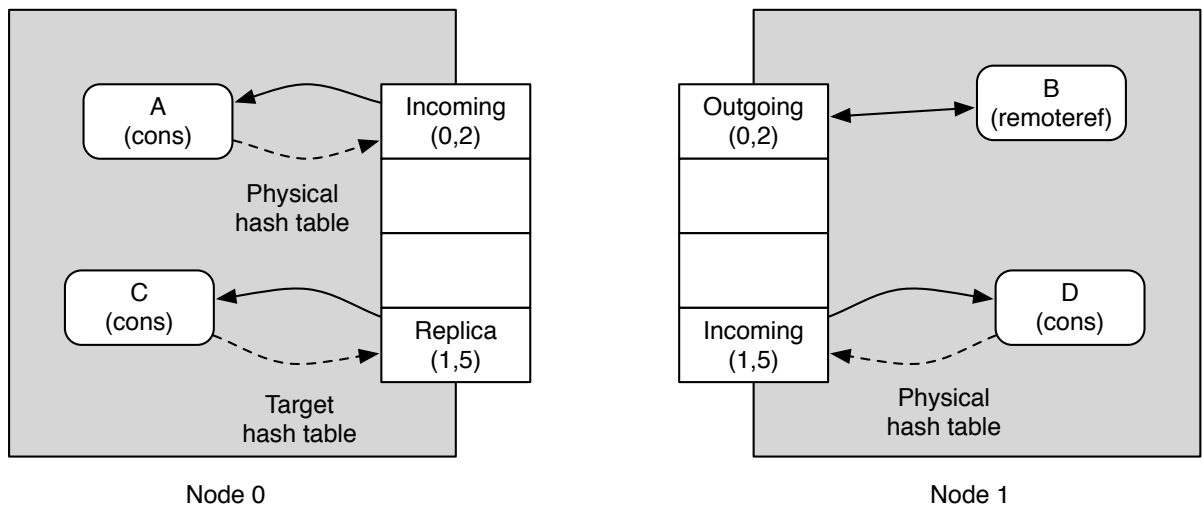 A
(cons)
Incoming
(0,2)
Physical
hash table
C
(cons)
Replica
(1,5)
Target
hash table
Node 0
Outgoing
(0,2)
B
(remoteref)
Incoming
(1,5)
D
(cons)
Physical
hash table
Node 1